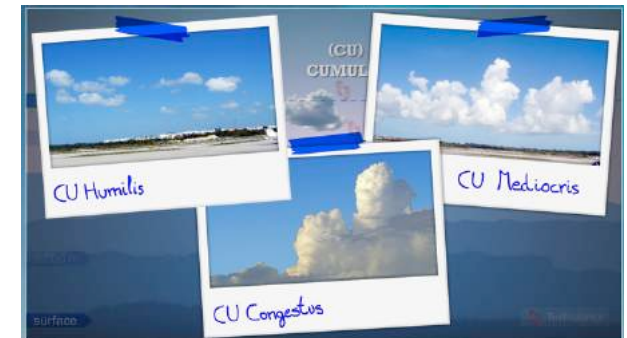 (CU)
CUMUL
CU Humilis
CU Mediocris
CU Congestus
surface